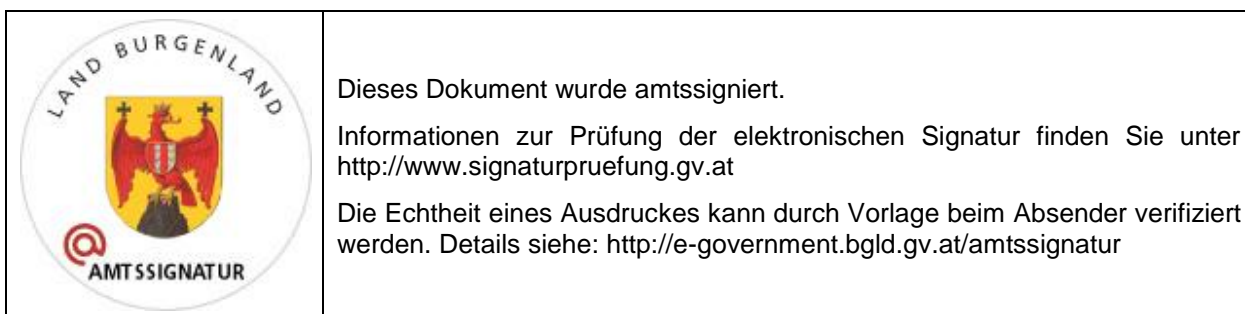 LAND BURGENLAND
@
AMTSSIGNATUR
Dieses Dokument wurde amtssigniert.
Informationen zur Prüfung der elektronischen Signatur finden Sie unter
http://www.signaturpruefung.gv.at
Die Echtheit eines Ausdruckes kann durch Vorlage beim Absender verifiziert
werden. Details siehe: http://e-government.bgld.gv.at/amtssignatur